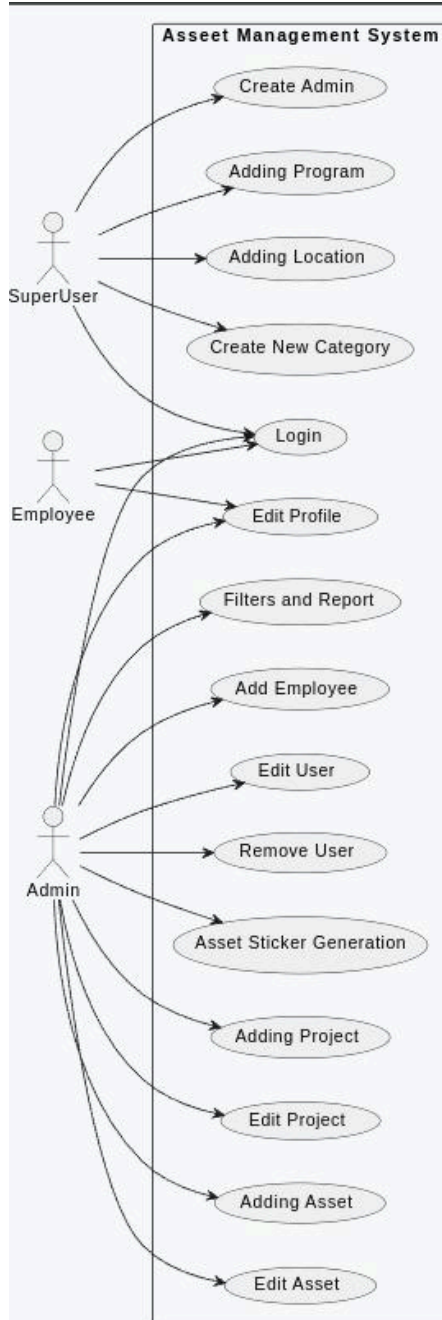 Asseet Management System
Create Admin
Adding Program
Adding Location
SuperUser
Create New Category
Login
Employee
Edit Profile
Filters and Report
Add Employee
Edit User
Remove User
Admin
Asset Sticker Generation
Adding Project
Edit Project
Adding Asset
Edit Asset